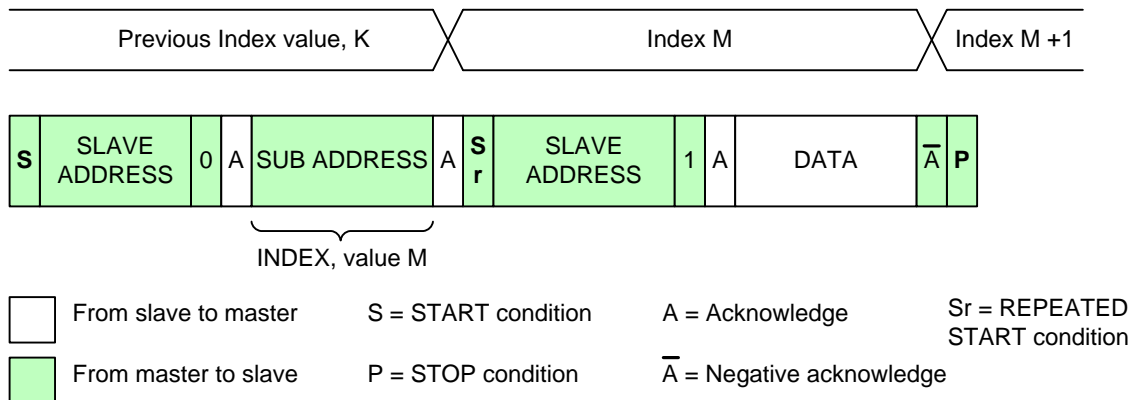 Previous Index value, K Index M Index M +1
S SLAVE ADDRESS 0 A SUB ADDRESS A Sr SLAVE ADDRESS 1 A DATA A̅ P
INDEX, value M
From slave to master S = START condition A = Acknowledge Sr = REPEATED START condition
From master to slave P = STOP condition A̅ = Negative acknowledge